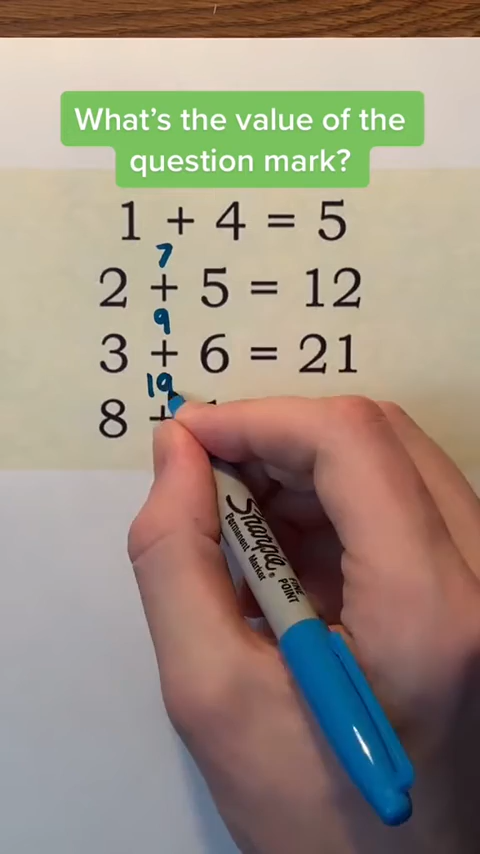 What's the value of the
question mark?
1 + 4 = 5
7
2 + 5 = 12
9
3 + 6 = 21
19
8 +
Sharpie
Permanent Marker
FINE
POINT